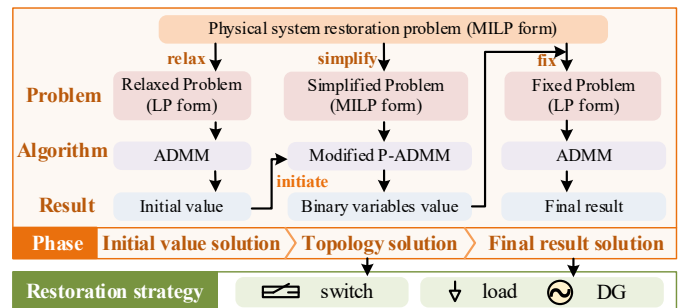 Physical system restoration problem (MILP form)
relax simplify fix
Problem
Relaxed Problem
(LP form)
Simplified Problem
(MILP form)
Fixed Problem
(LP form)
Algorithm ADMM Modified P-ADMM ADMM
initiate
Result Initial value Binary variables value Final result
Phase Initial value solution Topology solution Final result solution
Restoration strategy switch load DG